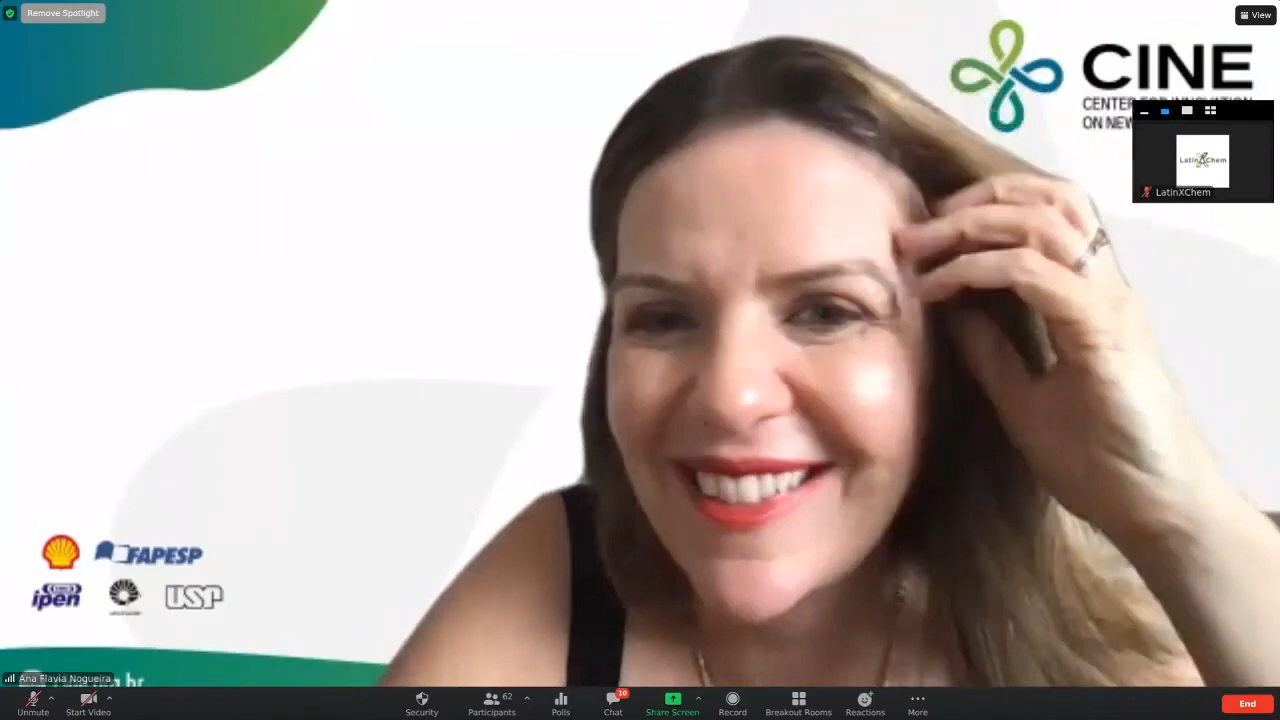 Remove Spotlight
View
CINE
CENTER FOR INNOVATION
ON NEW
LatinXChem
LatinXChem
FAPESP
ipen
USP
Ana Flavia Nogueira
Unmute
Start Video
Security
62
Participants
Polls
10
Chat
Share Screen
Record
Breakout Rooms
Reactions
More
End